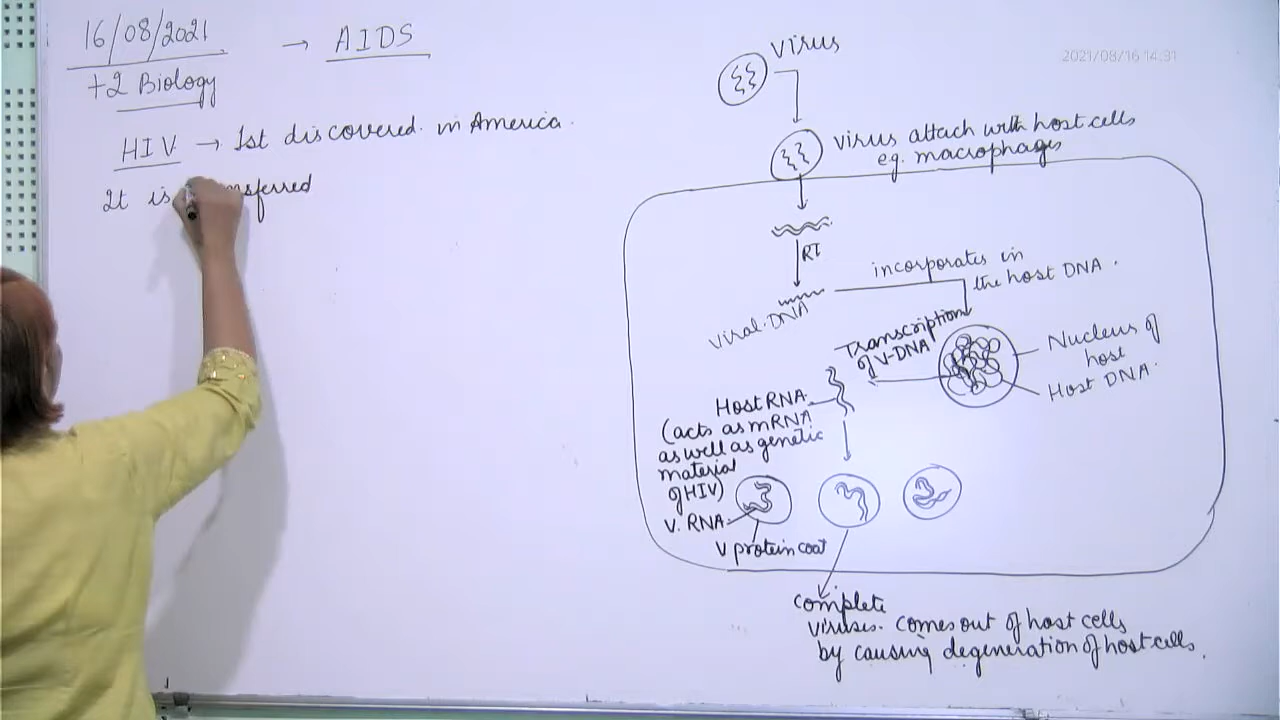 16/08/2021
→ AIDS
+2 Biology
HIV → 1st discovered in America.
It is transferred
2021/08/16 14:31
Virus
Virus attach with host cells
eg. macrophages
RT
incorporates in
the host DNA.
Viral DNA
Transcription
of V-DNA
Nucleus of
host
Host DNA
Host RNA
(acts as mRNA
as well as genetic
material
of HIV)
V. RNA
V protein coat
Complete
viruses comes out of host cells
by causing degeneration of host cells.